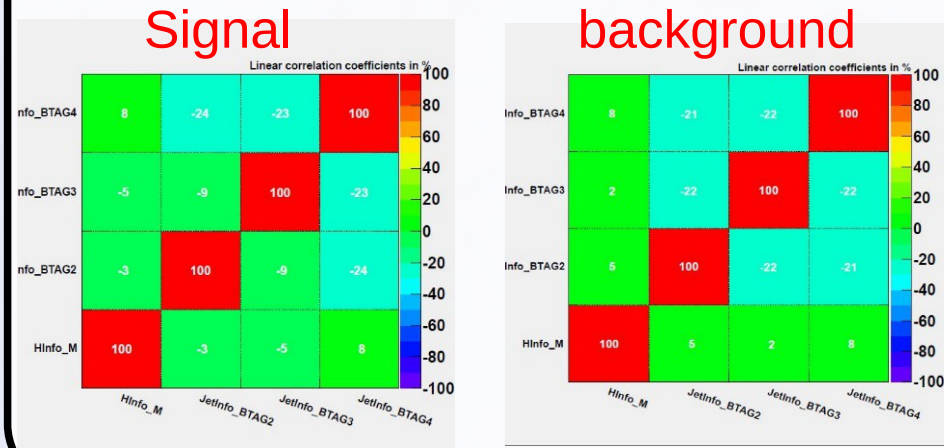 Signal
Linear correlation coefficients in %
nfo_BTAG4 8 -24 -23 100
nfo_BTAG3 -5 -9 100 -23
nfo_BTAG2 -3 100 -9 -24
HInfo_M 100 -3 -5 8
HInfo_M JetInfo_BTAG2 JetInfo_BTAG3 JetInfo_BTAG4
100
80
60
40
20
0
-20
-40
-60
-80
-100
background
Linear correlation coefficients in %
Info_BTAG4 8 -21 -22 100
Info_BTAG3 2 -22 100 -22
Info_BTAG2 5 100 -22 -21
HInfo_M 100 5 2 8
HInfo_M JetInfo_BTAG2 JetInfo_BTAG3 JetInfo_BTAG4
100
80
60
40
20
0
-20
-40
-60
-80
-100